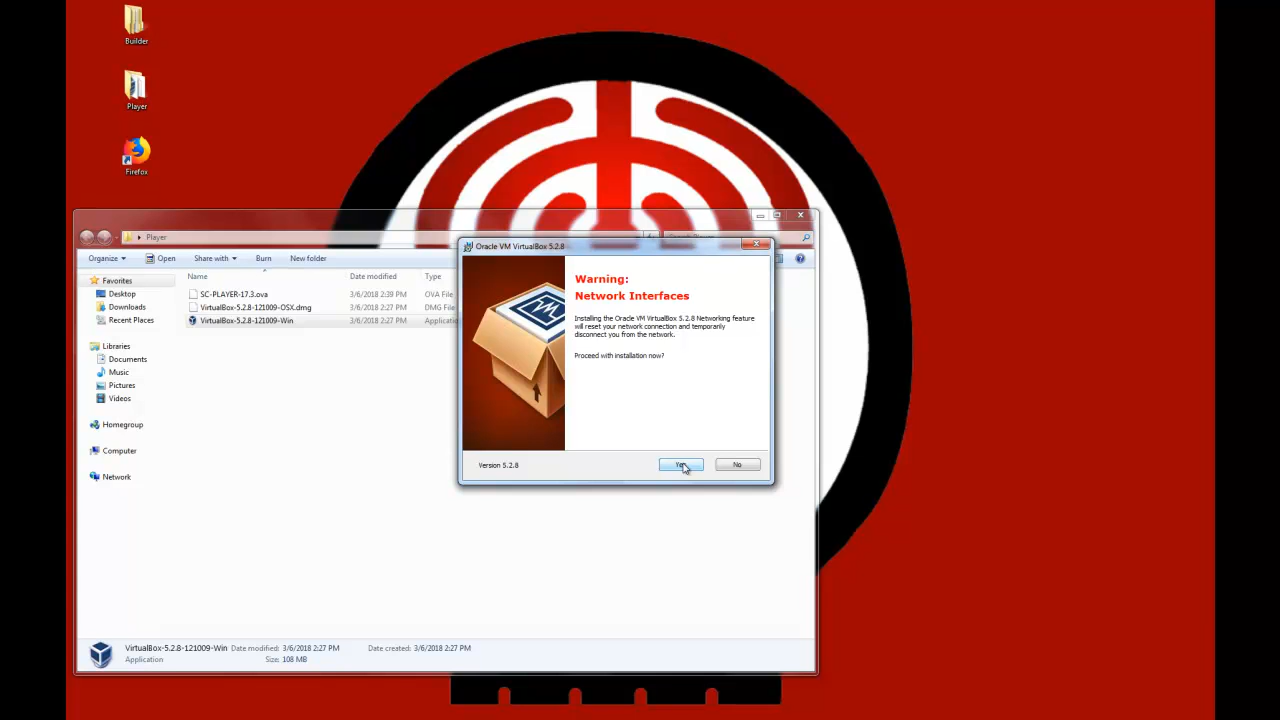 Builder
Player
Firefox
Player
Oracle VM VirtualBox 5.2.8
Organize
Open
Share with
Burn
New folder
Name
Date modified
Type
Favorites
Desktop
Downloads
Recent Places
Libraries
Documents
Music
Pictures
Videos
Homegroup
Computer
Network
SC-PLAYER-17.3.ova 3/6/2018 2:39 PM OVA File
VirtualBox-5.2.8-121009-OSX.dmg 3/6/2018 2:27 PM DMG File
VirtualBox-5.2.8-121009-Win 3/6/2018 2:27 PM
Warning:
Network Interfaces
Installing the Oracle VM VirtualBox 5.2.8 Networking feature
will reset your network connection and temporarily
disconnect you from the network.
Proceed with installation now?
Version 5.2.8
No
VirtualBox-5.2.8-121009-Win Date modified: 3/6/2018 2:27 PM Date created: 3/6/2018 2:27 PM
Application Size: 108 MB